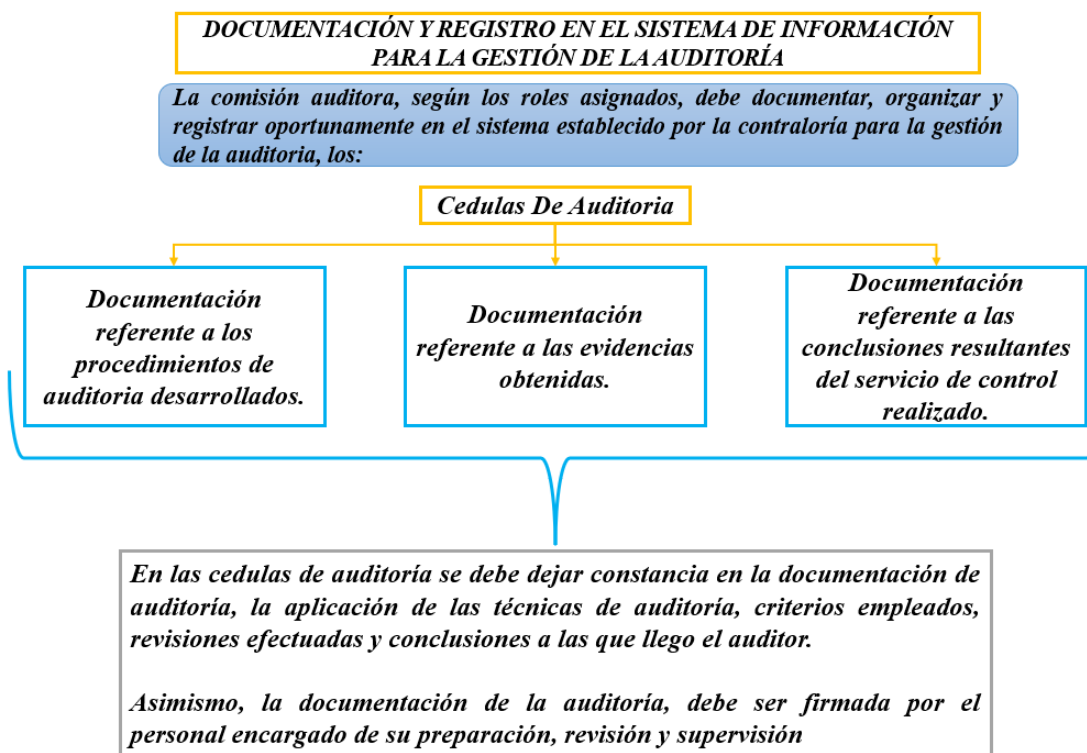 DOCUMENTACIÓN Y REGISTRO EN EL SISTEMA DE INFORMACIÓN
PARA LA GESTIÓN DE LA AUDITORÍA
La comisión auditora, según los roles asignados, debe documentar, organizar y
registrar oportunamente en el sistema establecido por la contraloría para la gestión
de la auditoria, los:
Cedulas De Auditoria
Documentación
referente a los
procedimientos de
auditoria desarrollados.
Documentación
referente a las evidencias
obtenidas.
Documentación
referente a las
conclusiones resultantes
del servicio de control
realizado.
En las cedulas de auditoría se debe dejar constancia en la documentación de
auditoría, la aplicación de las técnicas de auditoría, criterios empleados,
revisiones efectuadas y conclusiones a las que llego el auditor.
Asimismo, la documentación de la auditoría, debe ser firmada por el
personal encargado de su preparación, revisión y supervisión